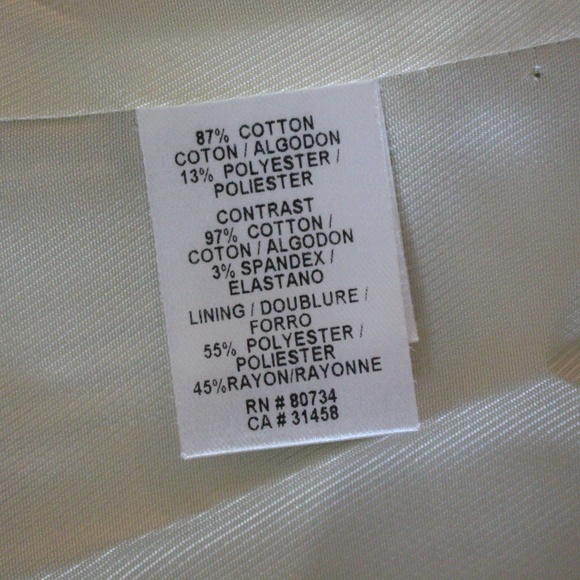 87% COTTON
COTON / ALGODON
13% POLYESTER /
POLIESTER
CONTRAST
97% COTTON /
COTON / ALGODON
3% SPANDEX /
ELASTANO
LINING / DOUBLURE /
FORRO
55% POLYESTER /
POLIESTER
45%RAYON/RAYONNE
RN # 80734
CA # 31458